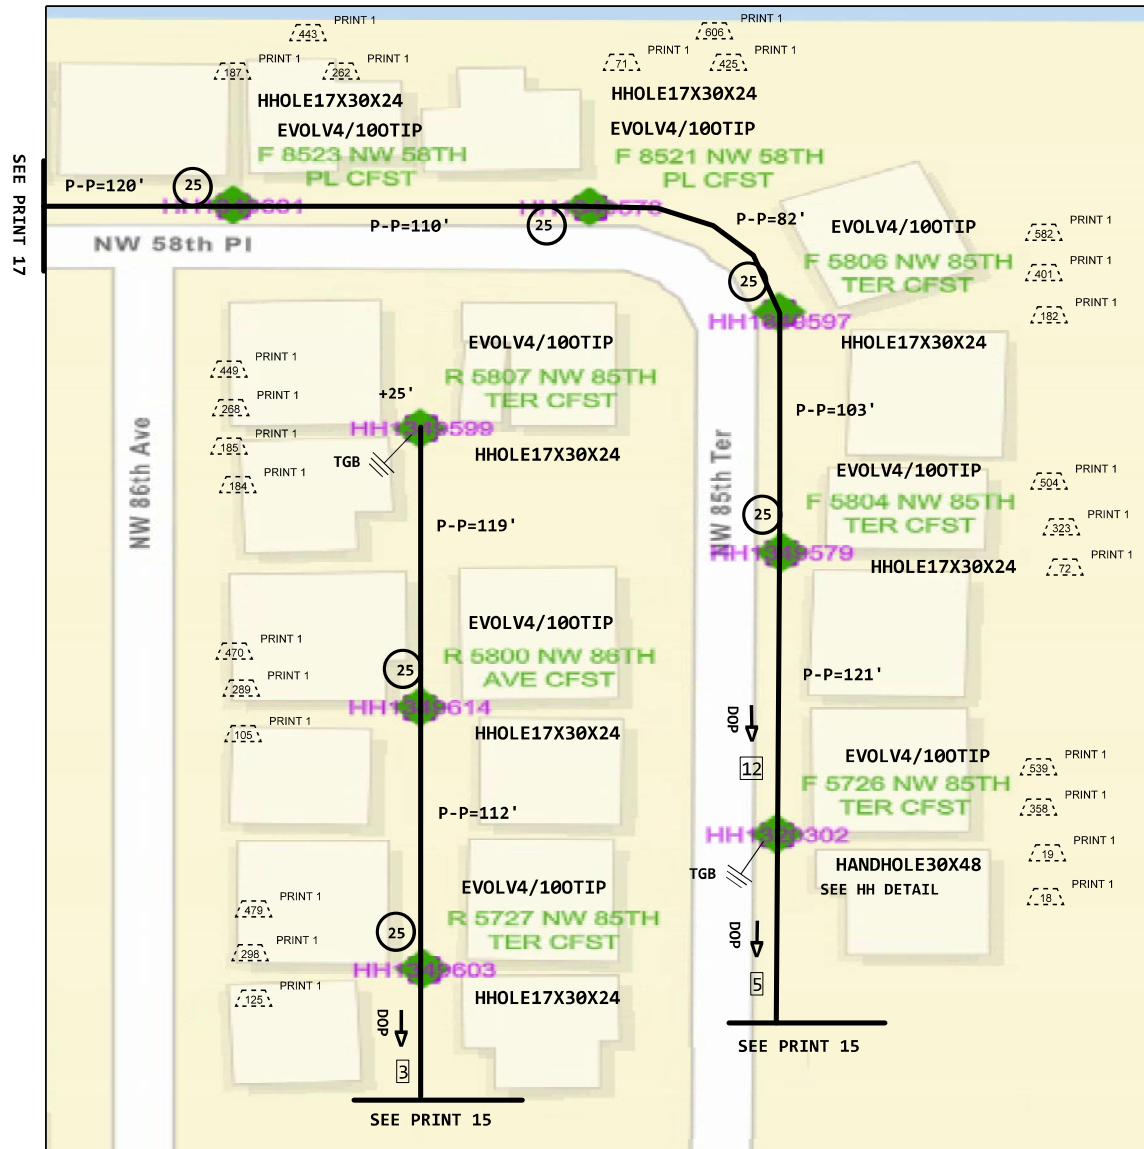 PRINT 1
443
PRINT 1
187
PRINT 1
262
HHOLE17X30X24
EVOLV4/10OTIP
F 8523 NW 58TH
PL CFST
PRINT 1
606
PRINT 1
71
PRINT 1
425
HHOLE17X30X24
EVOLV4/10OTIP
F 8521 NW 58TH
PL CFST
SEE PRINT 17
P-P=120'
25
P-P=110'
25
P-P=82'
25
NW 58th Pl
EVOLV4/10OTIP
F 5806 NW 85TH
TER CFST
582
PRINT 1
401
PRINT 1
182
PRINT 1
HHOLE17X30X24
EVOLV4/10OTIP
R 5807 NW 85TH
TER CFST
449
PRINT 1
268
PRINT 1
185
PRINT 1
184
PRINT 1
+25'
HH1349599
HHOLE17X30X24
TGB
P-P=103'
EVOLV4/10OTIP
F 5804 NW 85TH
TER CFST
504
PRINT 1
323
PRINT 1
72
PRINT 1
25
HH1349579
HHOLE17X30X24
NW 86th Ave
NW 85th Ter
P-P=119'
EVOLV4/10OTIP
R 5800 NW 86TH
AVE CFST
470
PRINT 1
289
PRINT 1
105
PRINT 1
25
HH1349614
HHOLE17X30X24
P-P=121'
DOP
12
EVOLV4/10OTIP
F 5726 NW 85TH
TER CFST
539
PRINT 1
358
PRINT 1
19
PRINT 1
18
PRINT 1
HANDHOLE30X48
SEE HH DETAIL
TGB
P-P=112'
EVOLV4/10OTIP
R 5727 NW 85TH
TER CFST
479
PRINT 1
298
PRINT 1
125
PRINT 1
25
HH1349603
HHOLE17X30X24
DOP
5
SEE PRINT 15
DOP
3
SEE PRINT 15